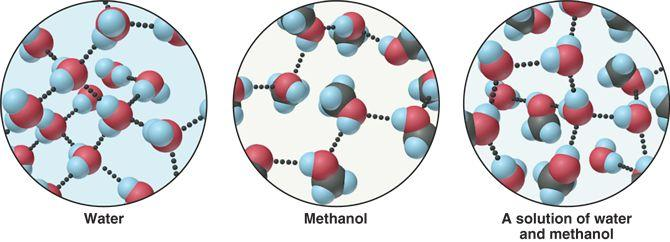 Water
Methanol
A solution of water
and methanol